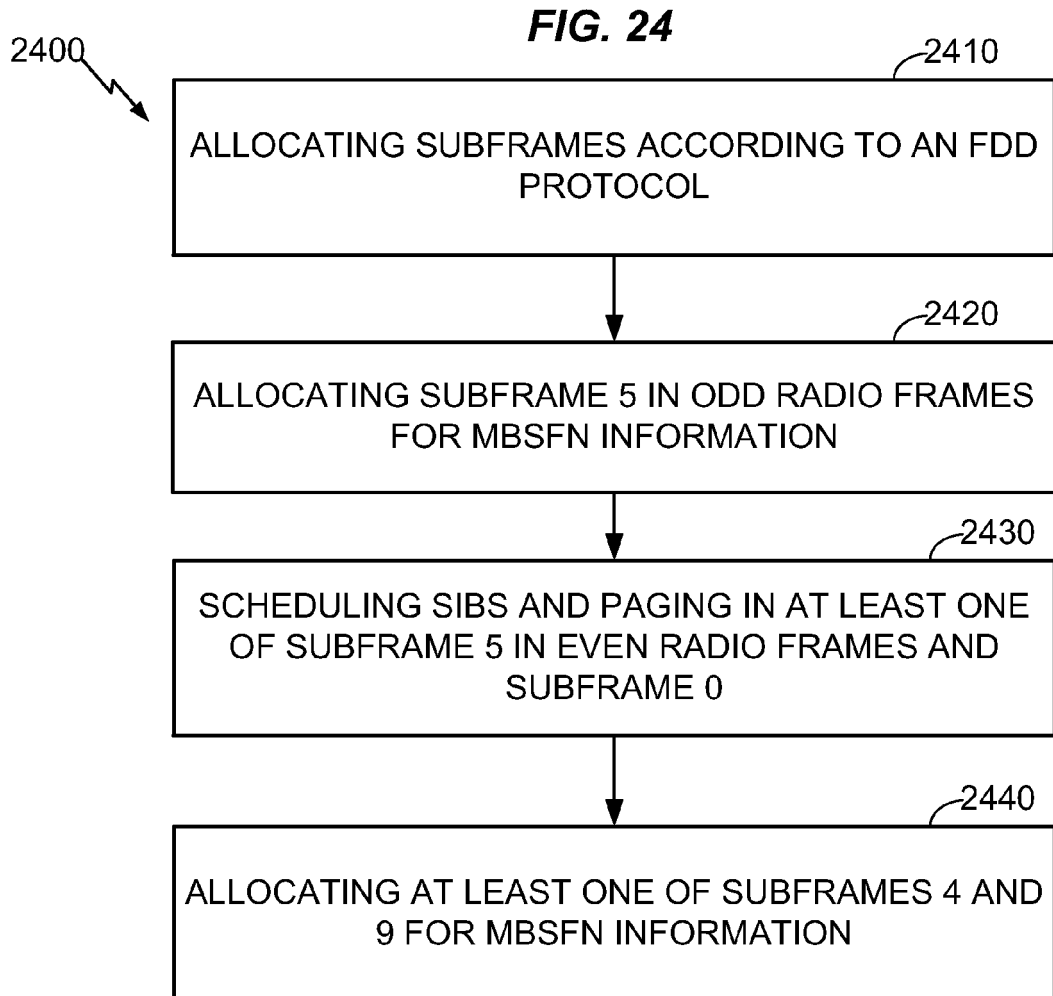 FIG. 24
2400
2410
ALLOCATING SUBFRAMES ACCORDING TO AN FDD
PROTOCOL
2420
ALLOCATING SUBFRAME 5 IN ODD RADIO FRAMES
FOR MBSFN INFORMATION
2430
SCHEDULING SIBS AND PAGING IN AT LEAST ONE
OF SUBFRAME 5 IN EVEN RADIO FRAMES AND
SUBFRAME 0
2440
ALLOCATING AT LEAST ONE OF SUBFRAMES 4 AND
9 FOR MBSFN INFORMATION